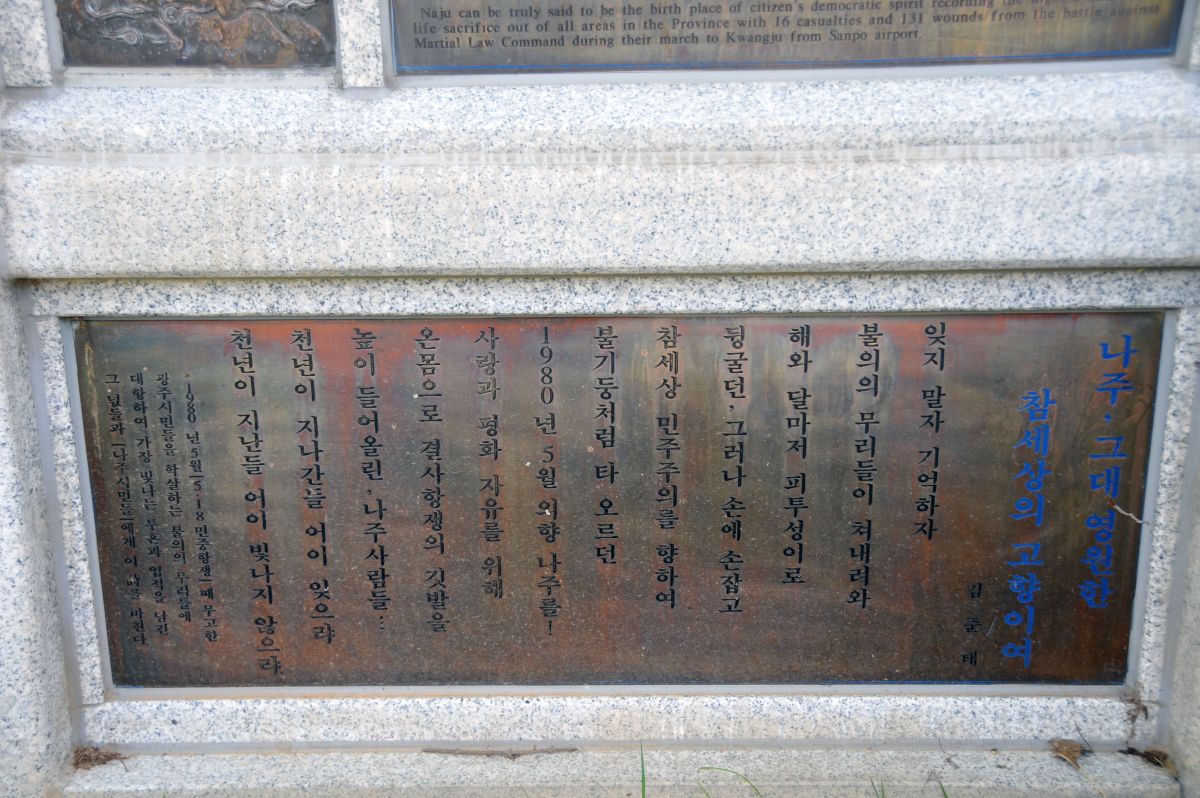 Naju can be truly said to be the birth place of citizen's democratic spirit recording the highest
life sacrifice out of all areas in the Province with 16 casualties and 131 wounds from the battle against
Martial Law Command during their march to Kwangju from Sanpo airport.
나주, 그대 영원한
참세상의 고향이여
김준태
잊지 말자 기억하자
불의의 무리들이 쳐내려와
해와 달마저 피투성이로
뒹굴던, 그러나 손에 손잡고
참세상 민주주의를 향하여
불기둥처럼 타 오르던
1980년 5월 의향 나주를!
사랑과 평화 자유를 위해
온몸으로 결사항쟁의 깃발을
높이 들어올린, 나주사람들…
천년이 지나간들 어이 잊으랴
천년이 지난들 어이 빛나지 않으랴.
*1980년 5월 「5·18 민중항쟁」때 무고한
광주시민들을 학살하는 불의의 무리들에
대항하여 가장 빛나는 투혼과 업적을 남긴
그 넋들과 「나주시민들」에게 이 시를 바친다